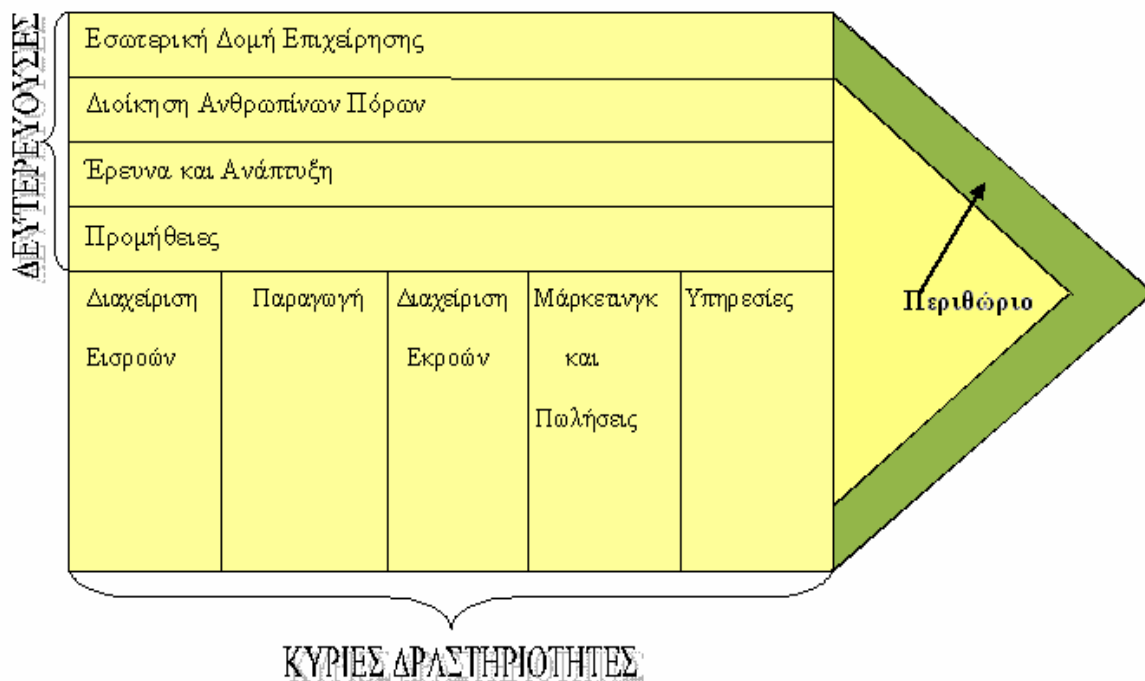 ΔΕΥΤΕΡΕΥΟΥΣΕΣ
Εσωτερική Δομή Επιχείρησης
Διοίκηση Ανθρωπίνων Πόρων
Έρευνα και Ανάπτυξη
Προμήθειες
Διαχείριση
Εισροών
Παραγωγή
Διαχείριση
Εκροών
Μάρκετινγκ
και
Πωλήσεις
Υπηρεσίες
Περιθώριο
ΚΥΡΙΕΣ ΔΡΑΣΤΗΡΙΟΤΗΤΕΣ